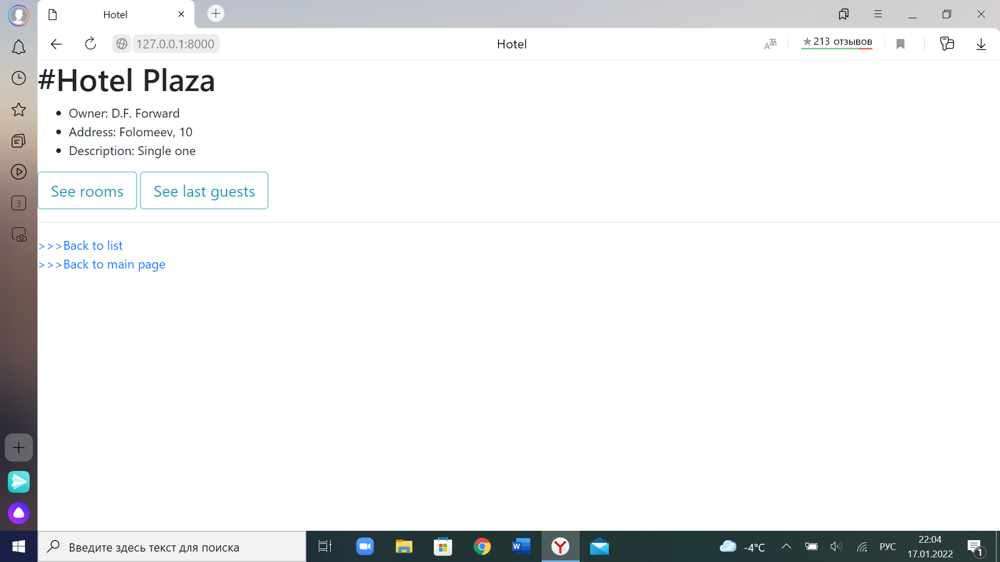 Hotel
127.0.0.1:8000
Hotel
213 отзывов
#Hotel Plaza
Owner: D.F. Forward
Address: Folomeev, 10
Description: Single one
See rooms
See last guests
>>>Back to list
>>>Back to main page
3
Введите здесь текст для поиска
-4°C
РУС
22:04
17.01.2022
1